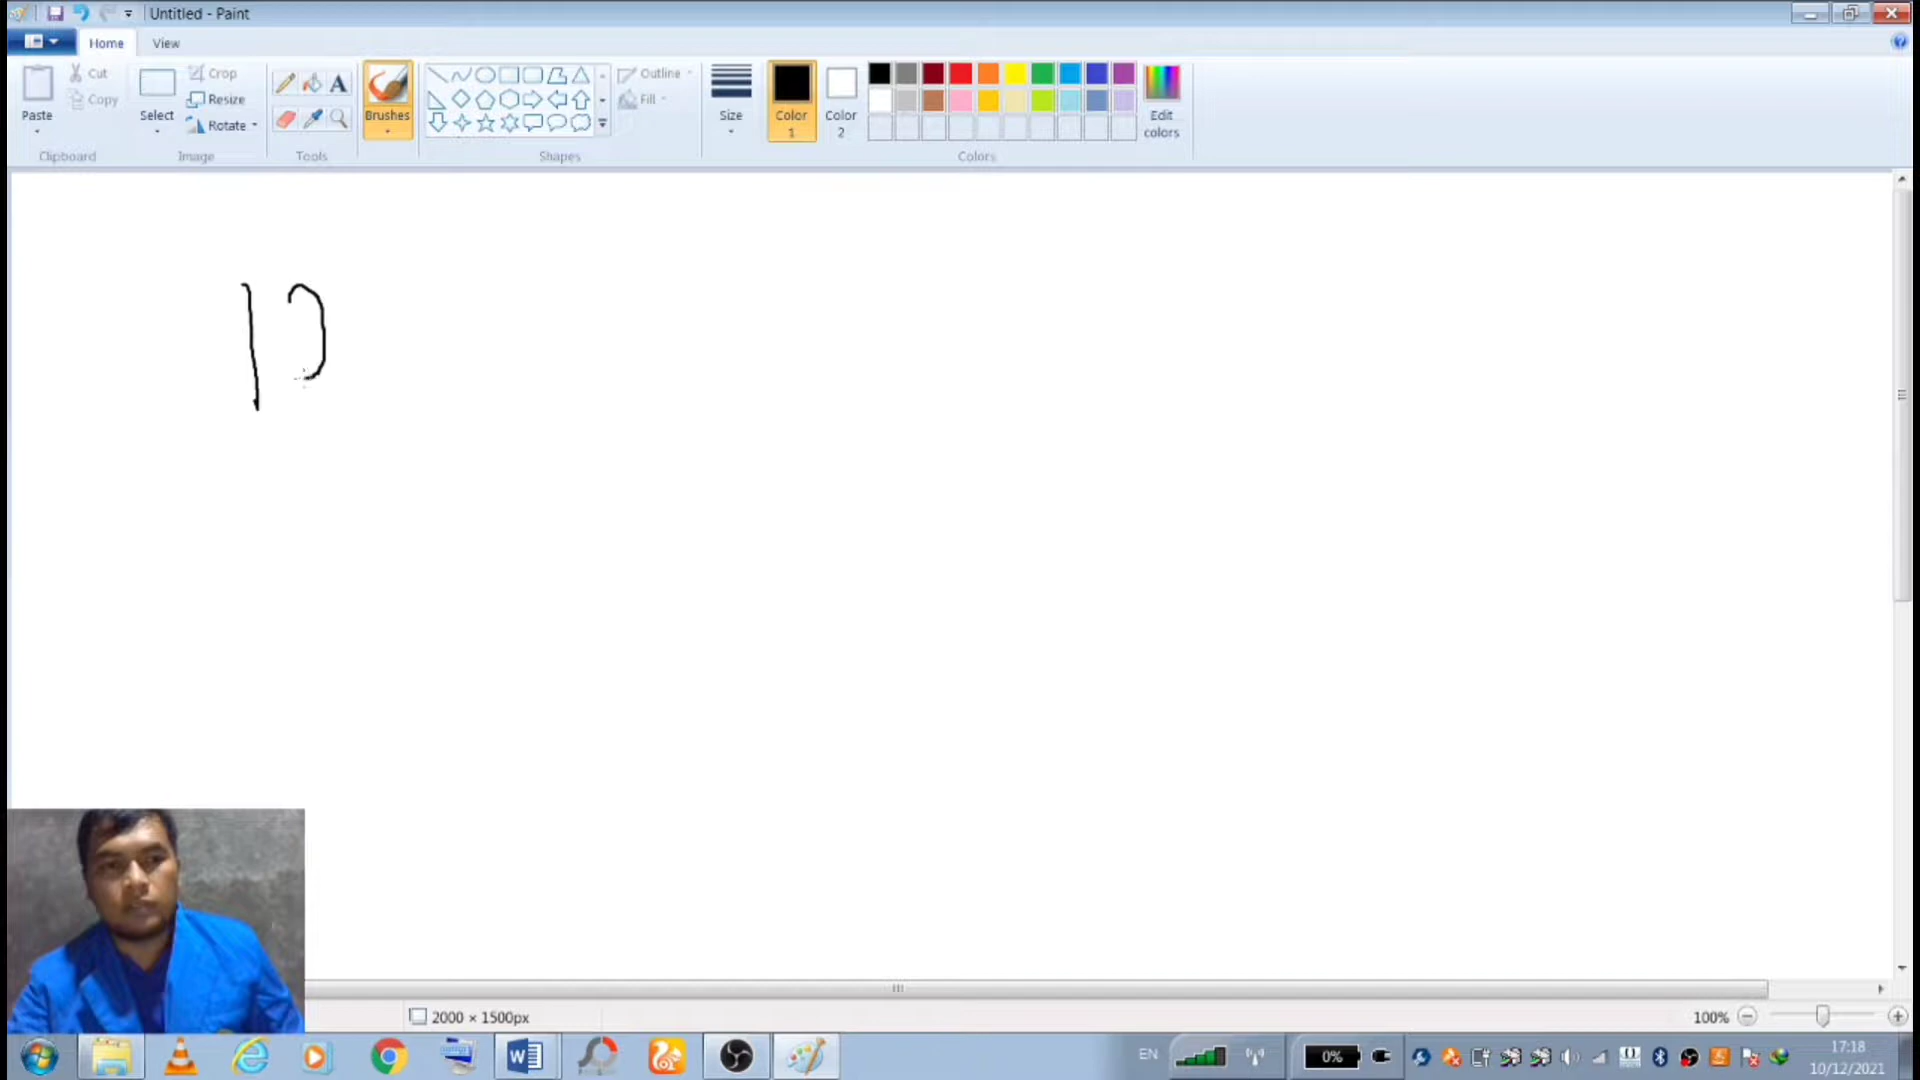 Untitled - Paint
Home View
Paste
Cut
Copy
Clipboard
Select
Crop
Resize
Rotate
Image
A
Tools
Brushes
Shapes
Outline
Fill
Size
Color 1
Color 2
Edit colors
Colors
2000 × 1500px
100%
EN
0%
17:18
10/12/2021